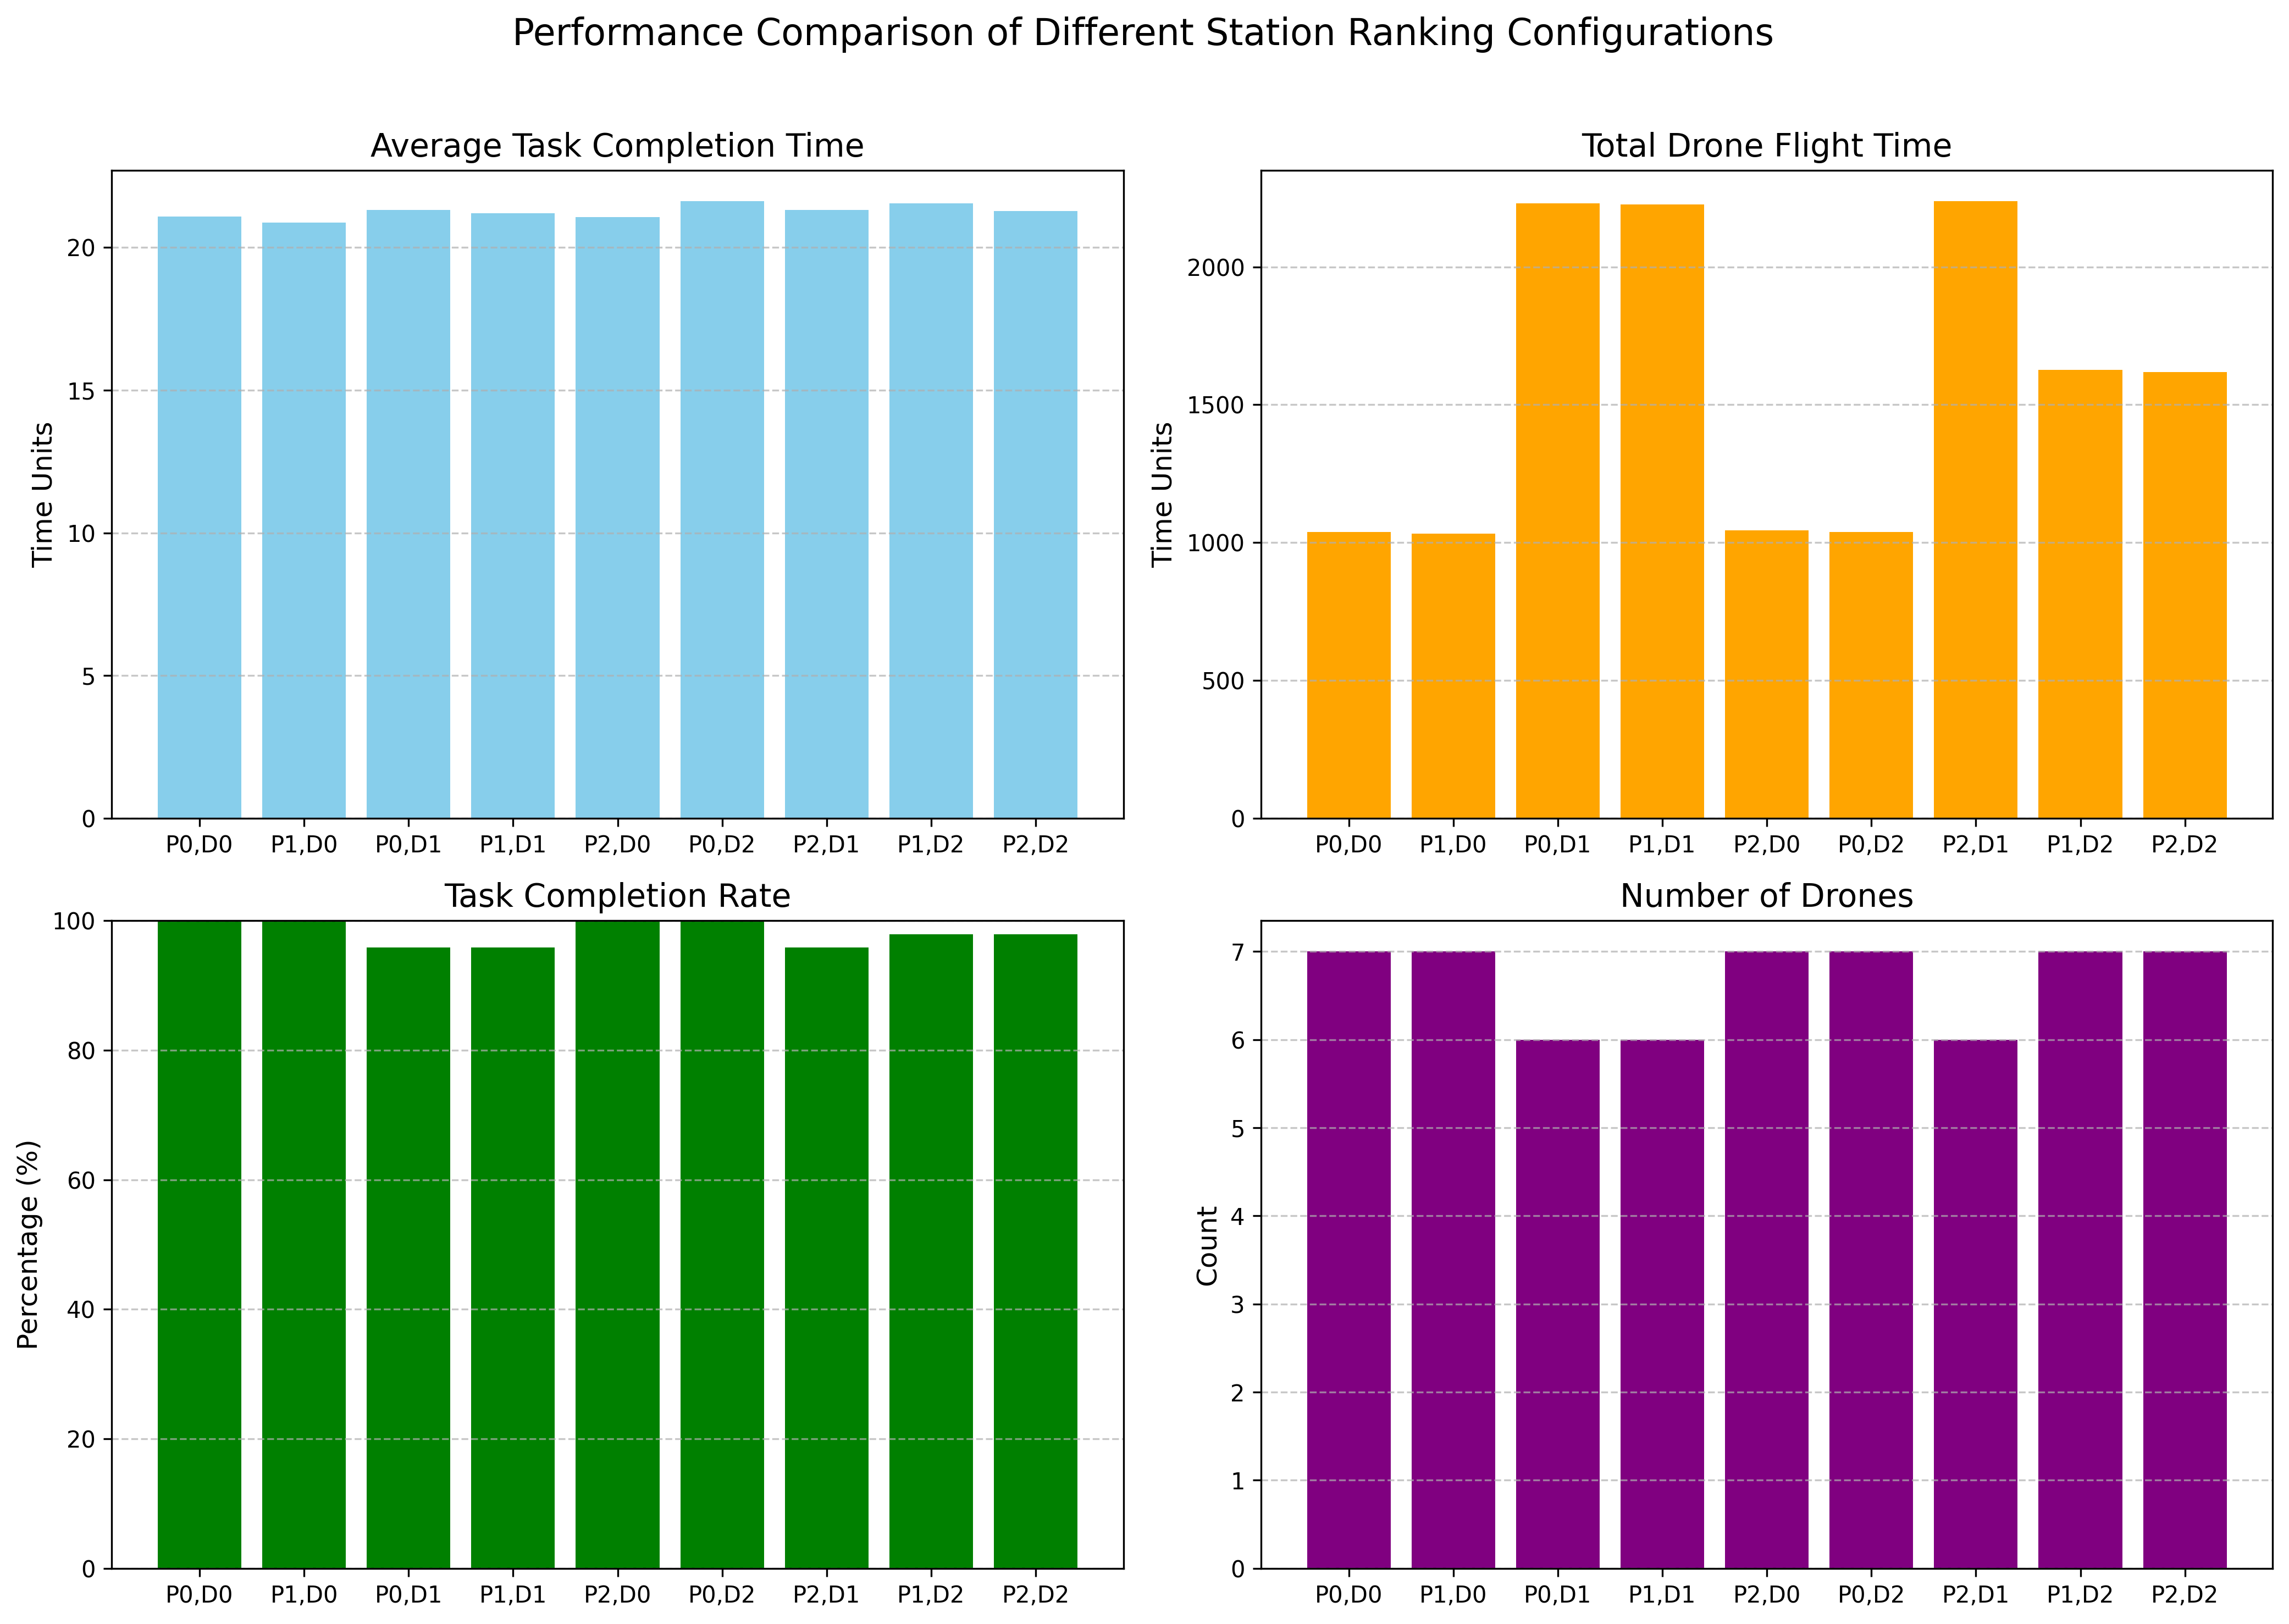 Performance Comparison of Different Station Ranking Configurations
Average Task Completion Time
Time Units
20
15
10
5
0
P0,D0 P1,D0 P0,D1 P1,D1 P2,D0 P0,D2 P2,D1 P1,D2 P2,D2
Total Drone Flight Time
Time Units
2000
1500
1000
500
0
P0,D0 P1,D0 P0,D1 P1,D1 P2,D0 P0,D2 P2,D1 P1,D2 P2,D2
Task Completion Rate
Percentage (%)
100
80
60
40
20
0
P0,D0 P1,D0 P0,D1 P1,D1 P2,D0 P0,D2 P2,D1 P1,D2 P2,D2
Number of Drones
Count
7
6
5
4
3
2
1
0
P0,D0 P1,D0 P0,D1 P1,D1 P2,D0 P0,D2 P2,D1 P1,D2 P2,D2